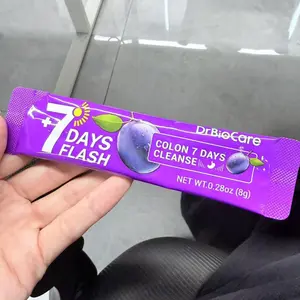 7
DAYS
FLASH
DrBioCare
COLON 7 DAYS
CLEANSE
NET WT.0.28oz (8g)